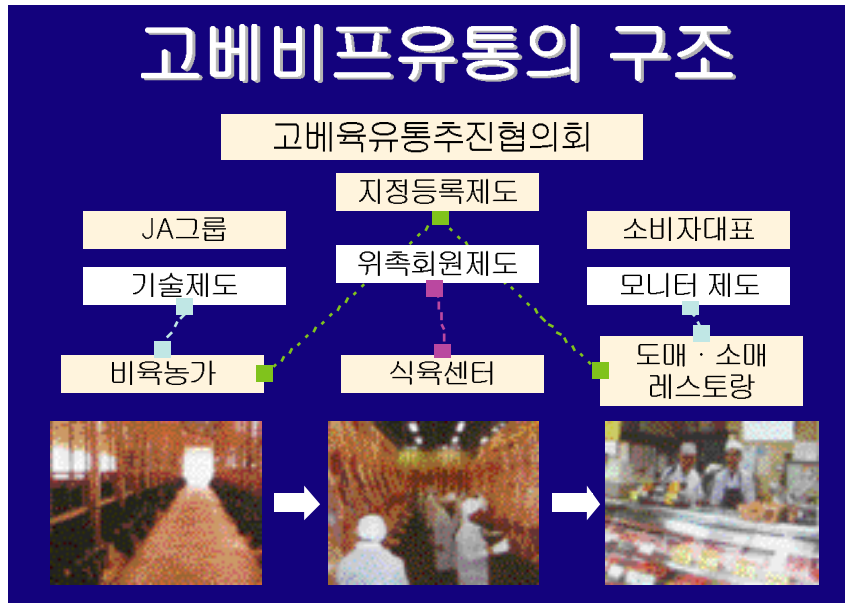 고베비프유통의 구조
고베육유통추진협의회
지정등록제도
JA그룹
소비자대표
위촉회원제도
기술제도
모니터 제도
비육농가
식육센터
도매 · 소매
레스토랑